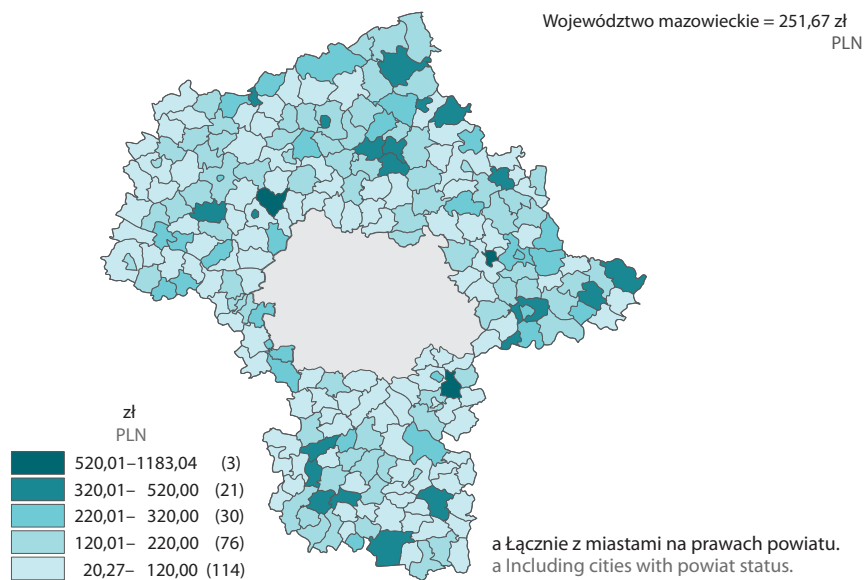 Województwo mazowieckie = 251,67 zł
PLN
zł
PLN
520,01–1183,04 (3)
320,01– 520,00 (21)
220,01– 320,00 (30)
120,01– 220,00 (76)
20,27– 120,00 (114)
a Łącznie z miastami na prawach powiatu.
a Including cities with powiat status.